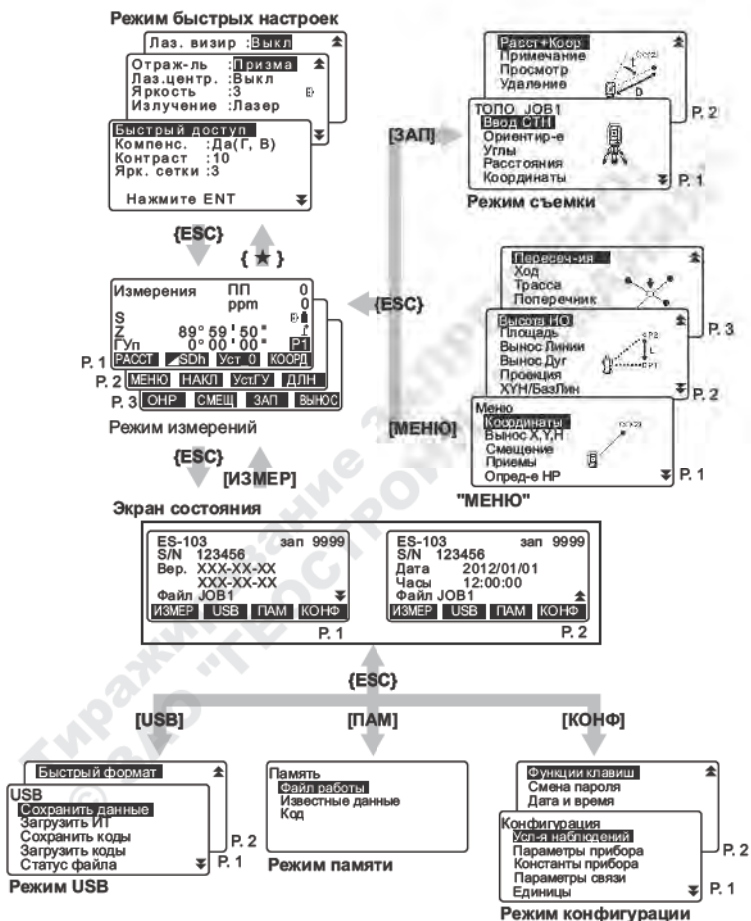 Режим быстрых настроек
Лаз. визир :Выкл
Отраж-ль :Призма
Лаз.центр. :Выкл
Яркость :3
Излучение :Лазер
Быстрый доступ
Компенс. :Да(Г, В)
Контраст :10
Ярк. сетки :3
Нажмите ENT
{ESC}
{★}
Измерения ПП 0
ppm 0
S
Z 89°59'50"
ГУп 0°00'00" P1
P. 1 РАССТ ◢SDh Уст_0 КООРД
P. 2 МЕНЮ НАКЛ Уст.ГУ ДЛН
P. 3 ОНР СМЕЩ ЗАП ВЫНОС
Режим измерений
{ESC}
[ИЗМЕР]
[ЗАП]
{ESC}
[МЕНЮ]
Расст+Коор
Примечание
Просмотр
Удаление
D
P. 2
ТОПО JOB1
Ввод СТН
Ориентир-е
Углы
Расстояния
Координаты
P. 1
Режим съемки
Пересеч-ия
Ход
Трасса
Поперечник
P. 3
Высота НО
Площадь
Вынос Линии
Вынос Дуг
Проекция
XYH/БазЛин
P2
L
P1
P. 2
Меню
Координаты
Вынос X,Y,H
Смещение
Приемы
Опред-е НР
P. 1
"МЕНЮ"
Экран состояния
ES-103 зап 9999
S/N 123456
Вер. XXX-XX-XX
XXX-XX-XX
Файл JOB1
ИЗМЕР USB ПАМ КОНФ
P. 1
ES-103 зап 9999
S/N 123456
Дата 2012/01/01
Часы 12:00:00
Файл JOB1
ИЗМЕР USB ПАМ КОНФ
P. 2
{ESC}
[USB]
[ПАМ]
[КОНФ]
Быстрый формат
P. 2
USB
Сохранить данные
Загрузить ИТ
Сохранить коды
Загрузить коды
Статус файла
P. 1
Режим USB
Память
Файл работы
Известные данные
Код
Режим памяти
Функции клавиш
Смена пароля
Дата и время
P. 2
Конфигурация
Усл-я наблюдений
Параметры прибора
Константы прибора
Параметры связи
Единицы
P. 1
Режим конфигурации